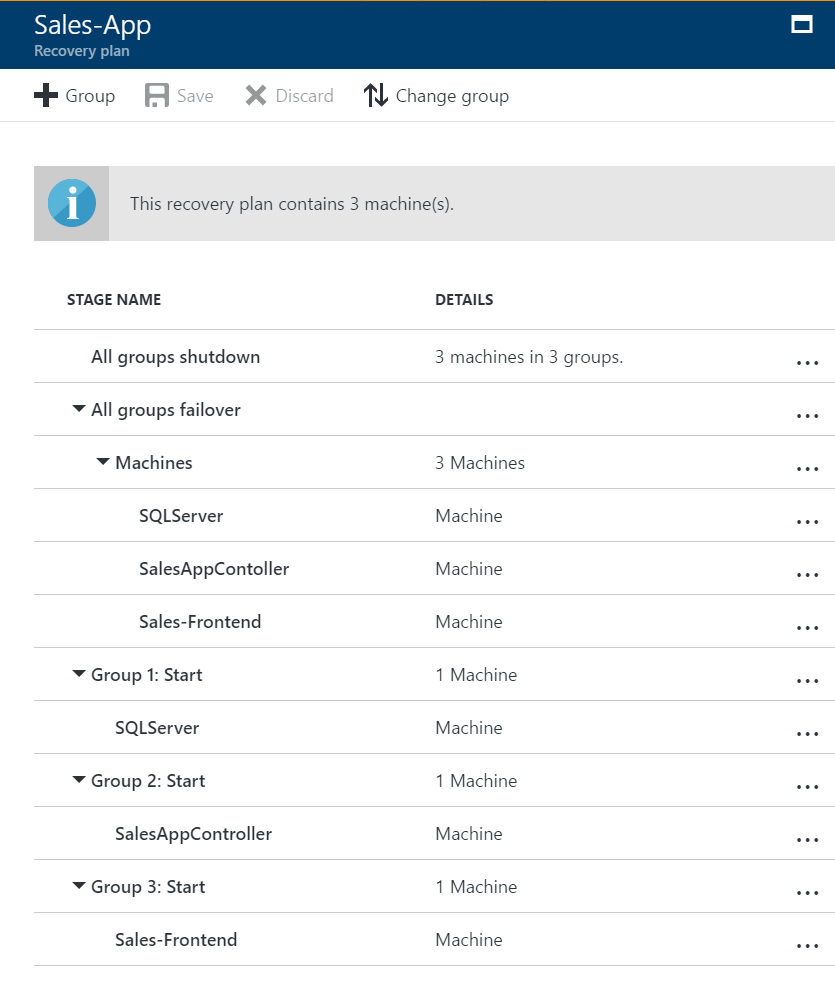 Sales-App
Recovery plan
Group Save Discard Change group
i
This recovery plan contains 3 machine(s).
STAGE NAME DETAILS
All groups shutdown 3 machines in 3 groups. ...
All groups failover ...
Machines 3 Machines ...
SQLServer Machine ...
SalesAppContoller Machine ...
Sales-Frontend Machine ...
Group 1: Start 1 Machine ...
SQLServer Machine ...
Group 2: Start 1 Machine ...
SalesAppController Machine ...
Group 3: Start 1 Machine ...
Sales-Frontend Machine ...